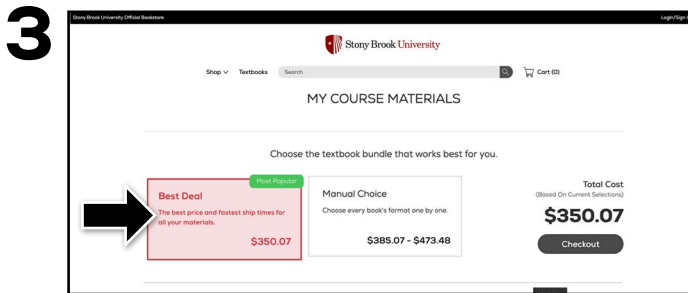 3
Stony Brook University Official Bookstore
Login/Sign
Stony Brook University
Shop
Textbooks
Search
Cart (0)
MY COURSE MATERIALS
Choose the textbook bundle that works best for you.
Most Popular
Best Deal
The best price and fastest ship times for
all your materials.
$350.07
Manual Choice
Choose every book's format one by one.
$385.07 - $473.48
Total Cost
(Based On Current Selections)
$350.07
Checkout